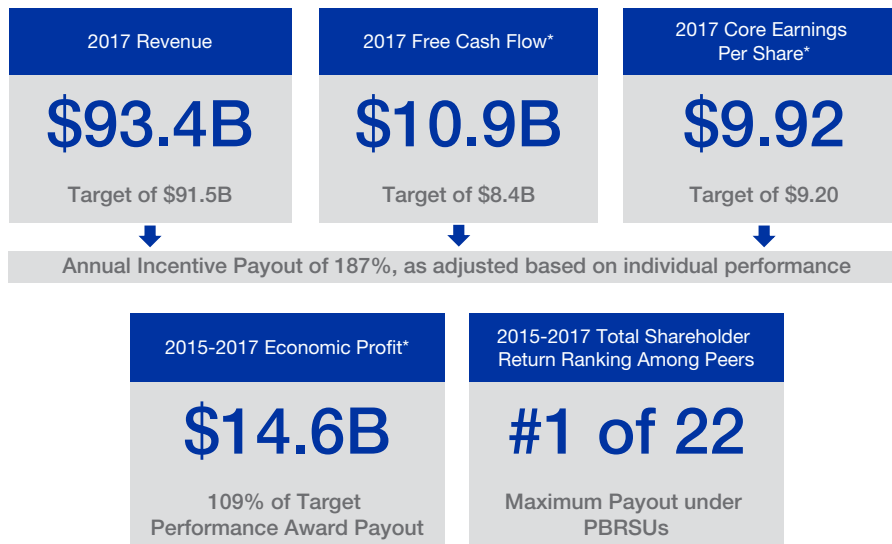 2017 Revenue
$93.4B
Target of $91.5B
2017 Free Cash Flow*
$10.9B
Target of $8.4B
2017 Core Earnings
Per Share*
$9.92
Target of $9.20
Annual Incentive Payout of 187%, as adjusted based on individual performance
2015-2017 Economic Profit*
$14.6B
109% of Target
Performance Award Payout
2015-2017 Total Shareholder
Return Ranking Among Peers
#1 of 22
Maximum Payout under
PBRSUs